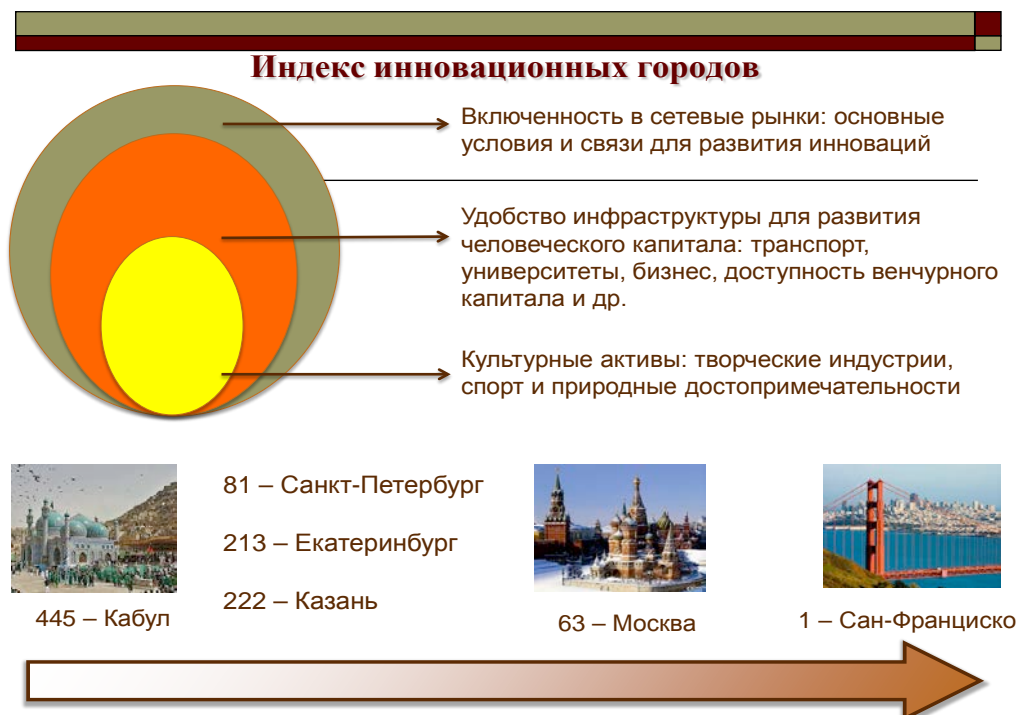 Индекс инновационных городов
Включенность в сетевые рынки: основные
условия и связи для развития инноваций
Удобство инфраструктуры для развития
человеческого капитала: транспорт,
университеты, бизнес, доступность венчурного
капитала и др.
Культурные активы: творческие индустрии,
спорт и природные достопримечательности
81 – Санкт-Петербург
213 – Екатеринбург
222 – Казань
445 – Кабул
63 – Москва
1 – Сан-Франциско